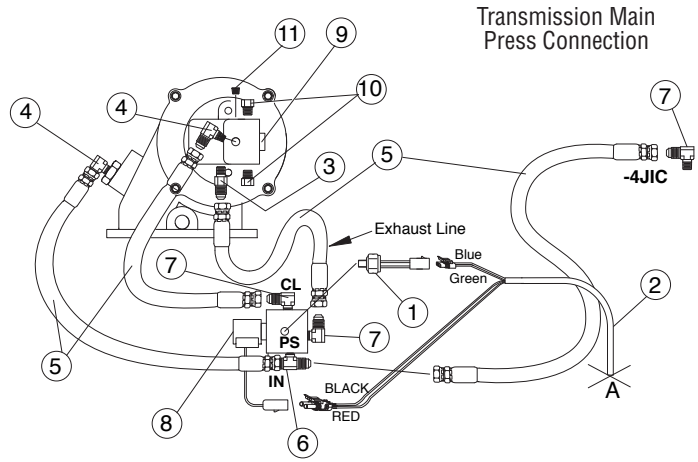 Transmission Main
Press Connection
11
9
10
7
4
4
3
5
-4JIC
Exhaust Line
Blue
Green
7
CL
1
2
PS
7
5
8
IN
BLACK
A
RED
6